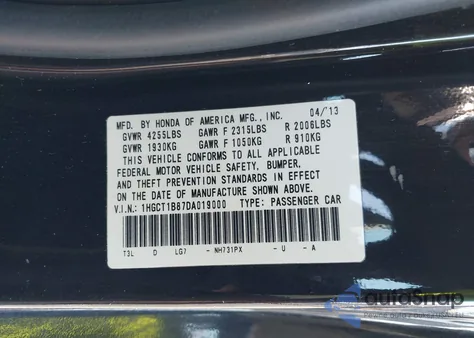 MFD. BY HONDA OF AMERICA MFG., INC. 04/'13
GVWR 4255LBS GAWR F 2315LBS R 2006LBS
GVWR 1930KG GAWR F 1050KG R 910KG
THIS VEHICLE CONFORMS TO ALL APPLICABLE
FEDERAL MOTOR VEHICLE SAFETY, BUMPER,
AND THEFT PREVENTION STANDARDS IN EFFECT
ON THE DATE OF MANUFACTURE SHOWN ABOVE.
V.I.N.: 1HGCT1B87DA019000 TYPE: PASSENGER CAR
T3L D LG7 -NH731PX -U -A
autoSnap